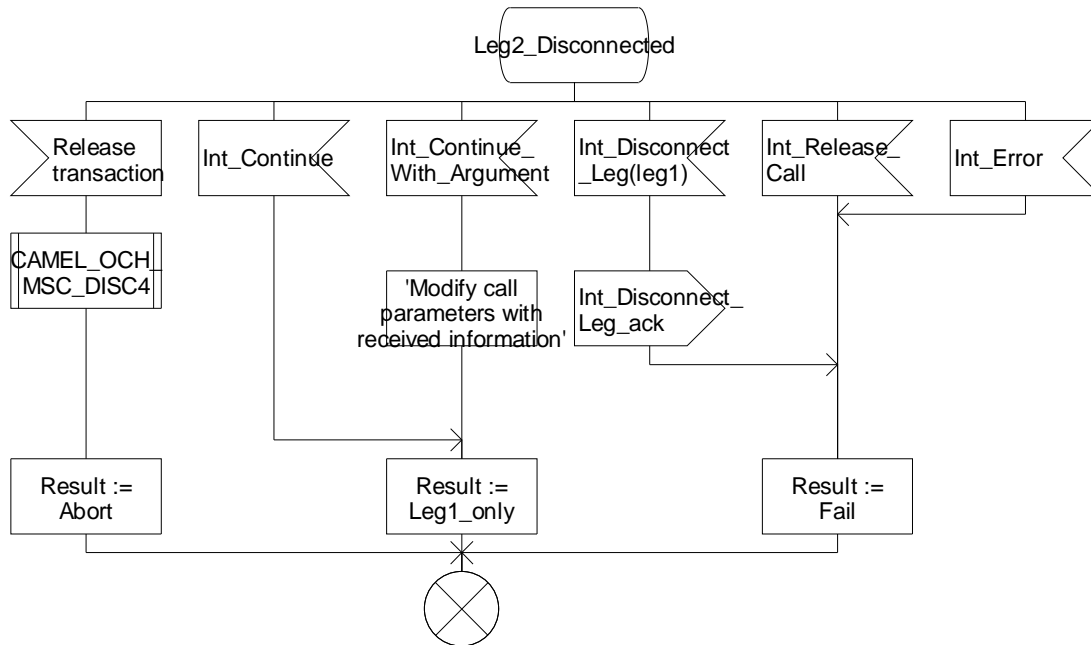 Leg2_Disconnected
Release
transaction
Int_Continue
Int_Continue_
With_Argument
Int_Disconnect
_Leg(leg1)
Int_Release_
Call
Int_Error
CAMEL_OCH_
MSC_DISC4
'Modify call
parameters with
received information'
Int_Disconnect_
Leg_ack
Result :=
Abort
Result :=
Leg1_only
Result :=
Fail